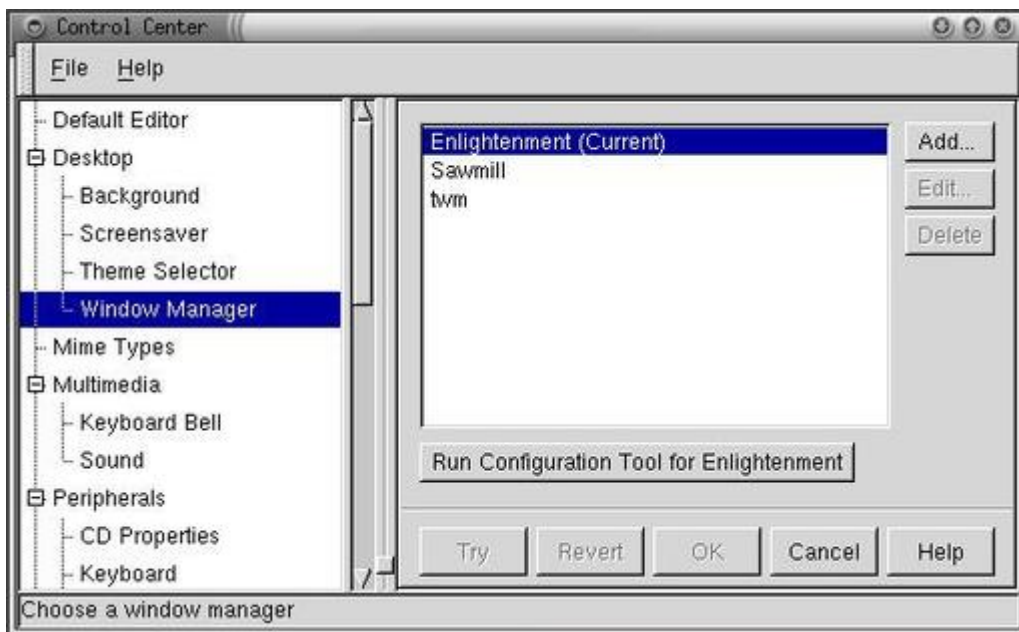 Control Center
File Help
Default Editor
Desktop
Background
Screensaver
Theme Selector
Window Manager
Mime Types
Multimedia
Keyboard Bell
Sound
Peripherals
CD Properties
Keyboard
Enlightenment (Current)
Sawmill
twm
Add...
Edit...
Delete
Run Configuration Tool for Enlightenment
Try Revert OK Cancel Help
Choose a window manager